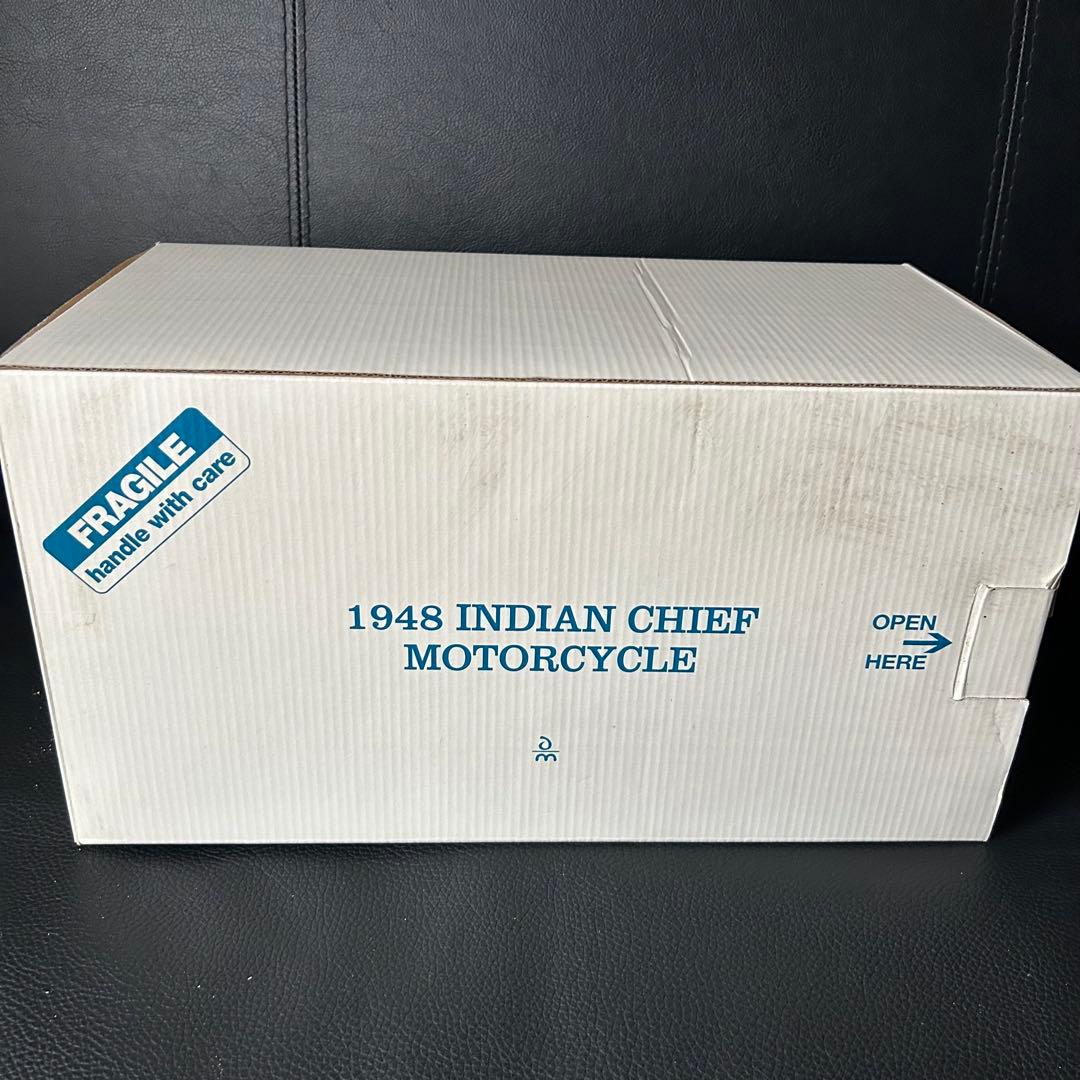 FRAGILE
handle with care
1948 INDIAN CHIEF
MOTORCYCLE
OPEN
HERE